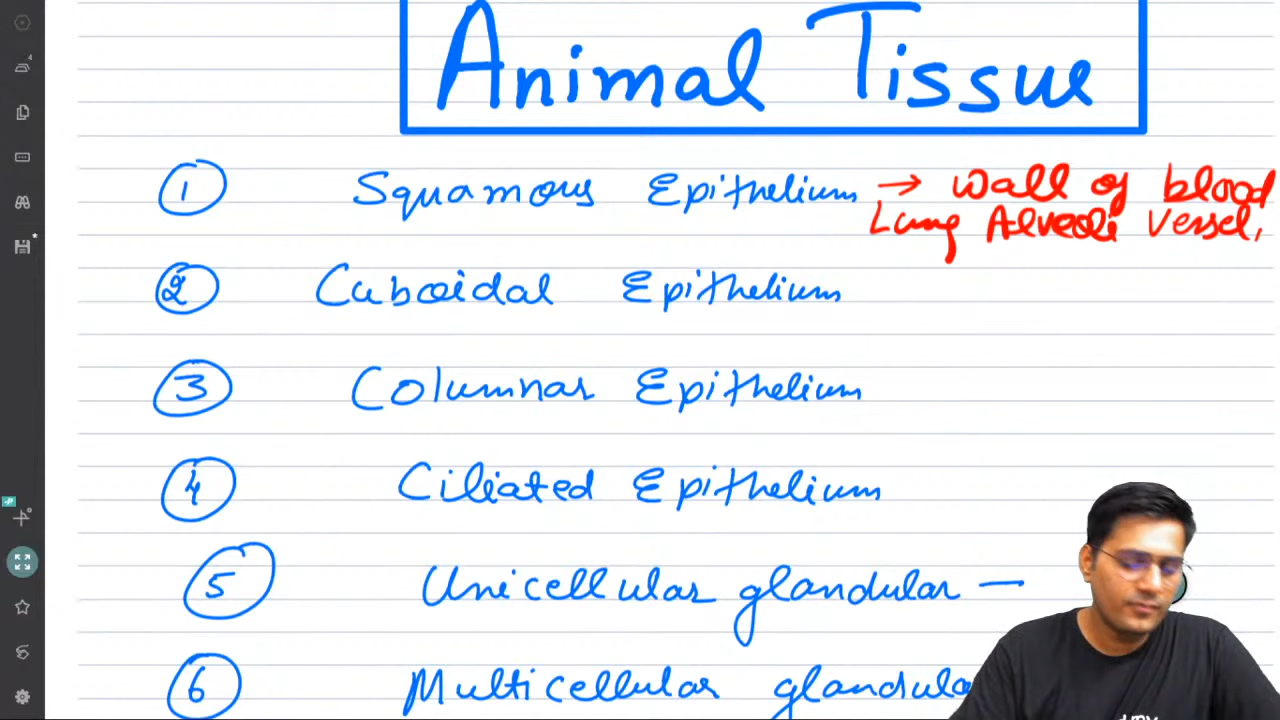 Animal Tissue
1 Squamous Epithelium → Wall of blood
Lung Alveoli Vessel,
2 Cuboidal Epithelium
3 Columnar Epithelium
4 Ciliated Epithelium
5 Unicellular glandular —
6 Multicellular glandula